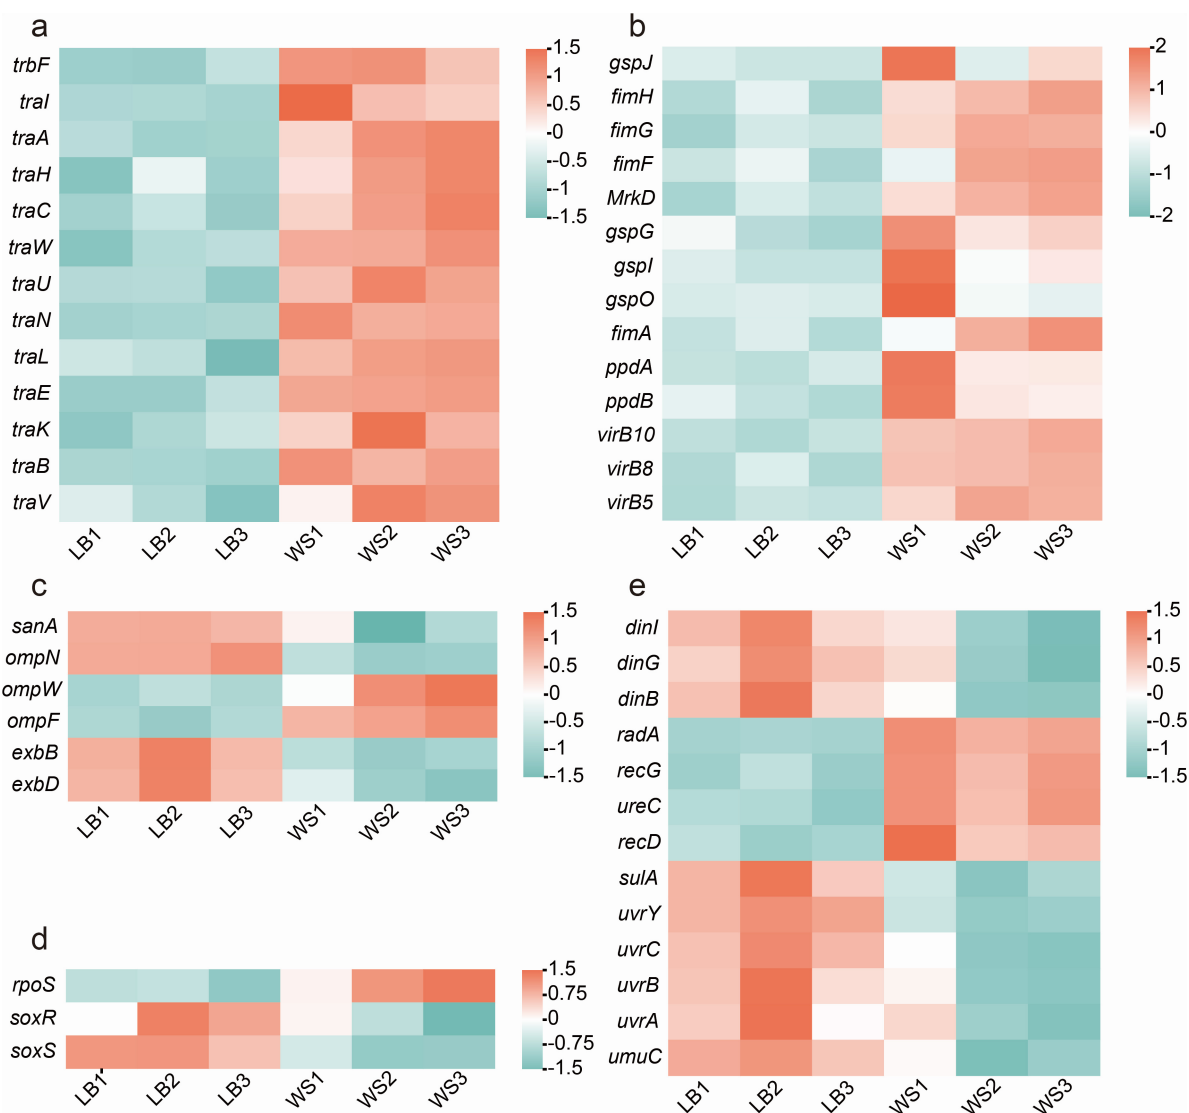 a
trbF
traI
traA
traH
traC
traW
traU
traN
traL
traE
traK
traB
traV
LB1 LB2 LB3 WS1 WS2 WS3
1.5
1
0.5
0
-0.5
-1
-1.5
b
gspJ
fimH
fimG
fimF
MrkD
gspG
gspI
gspO
fimA
ppdA
ppdB
virB10
virB8
virB5
LB1 LB2 LB3 WS1 WS2 WS3
2
1
0
-1
-2
c
sanA
ompN
ompW
ompF
exbB
exbD
LB1 LB2 LB3 WS1 WS2 WS3
1.5
1
0.5
0
-0.5
-1
-1.5
d
rpoS
soxR
soxS
LB1 LB2 LB3 WS1 WS2 WS3
1.5
0.75
0
-0.75
-1.5
e
dinI
dinG
dinB
radA
recG
ureC
recD
sulA
uvrY
uvrC
uvrB
uvrA
umuC
LB1 LB2 LB3 WS1 WS2 WS3
1.5
1
0.5
0
-0.5
-1
-1.5